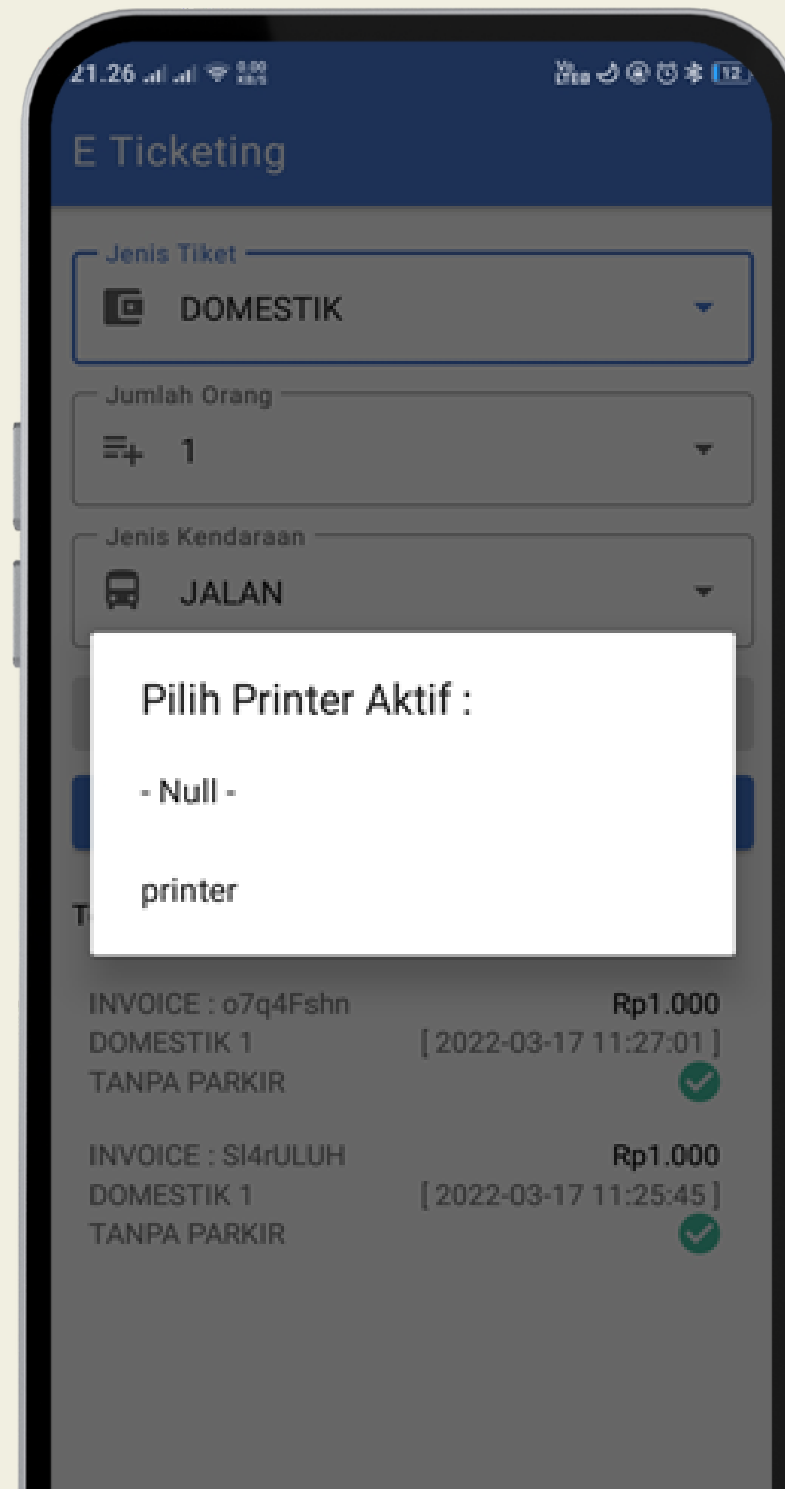 21.26
12
E Ticketing
Jenis Tiket
DOMESTIK
Jumlah Orang
1
Jenis Kendaraan
JALAN
Pilih Printer Aktif :
- Null -
printer
INVOICE : o7q4Fshn Rp1.000
DOMESTIK 1 [ 2022-03-17 11:27:01 ]
TANPA PARKIR
INVOICE : Sl4rULUH Rp1.000
DOMESTIK 1 [ 2022-03-17 11:25:45 ]
TANPA PARKIR